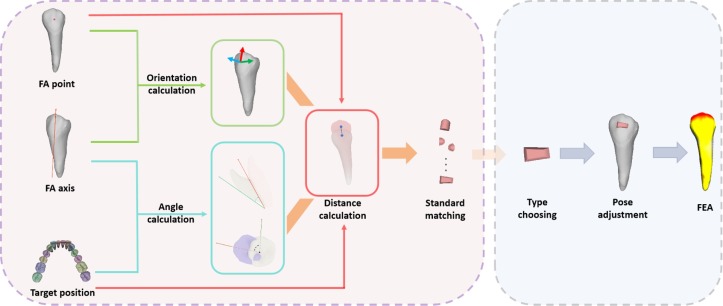 FA point
Orientation
calculation
FA axis
Angle
calculation
Target position
Distance
calculation
Standard
matching
Type
choosing
Pose
adjustment
FEA